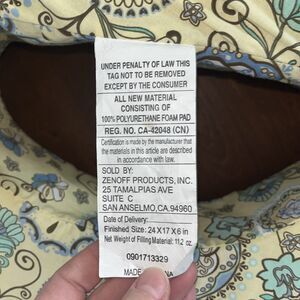 UNDER PENALTY OF LAW THIS
TAG NOT TO BE REMOVED
EXCEPT BY THE CONSUMER
ALL NEW MATERIAL
CONSISTING OF
100% POLYURETHANE FOAM PAD
REG. NO. CA-42048 (CN)
Certification is made by the manufacturer that
the materials in this article are described
in accordance with law.
SOLD BY:
ZENOFF PRODUCTS, INC.
25 TAMALPIAS AVE
SUITE C
SAN ANSELMO, CA. 94960
Date of Delivery:
Finished Size: 24X17X6 in
Net Weight of Filling Material: 11.2 oz.
0901713329
MADE